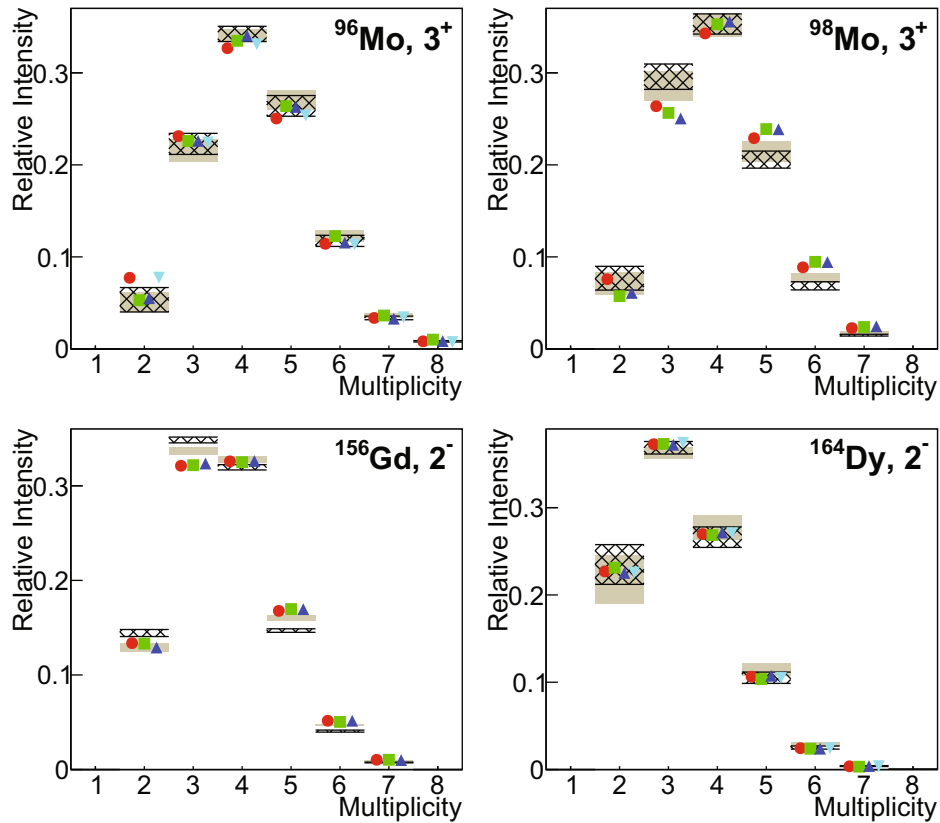 ⁹⁶Mo, 3⁺
Relative Intensity
0.3
0.2
0.1
0
1 2 3 4 5 6 7 8
Multiplicity
⁹⁸Mo, 3⁺
Relative Intensity
0.3
0.2
0.1
0
1 2 3 4 5 6 7 8
Multiplicity
¹⁵⁶Gd, 2⁻
Relative Intensity
0.3
0.2
0.1
0
1 2 3 4 5 6 7 8
Multiplicity
¹⁶⁴Dy, 2⁻
Relative Intensity
0.3
0.2
0.1
0
1 2 3 4 5 6 7 8
Multiplicity